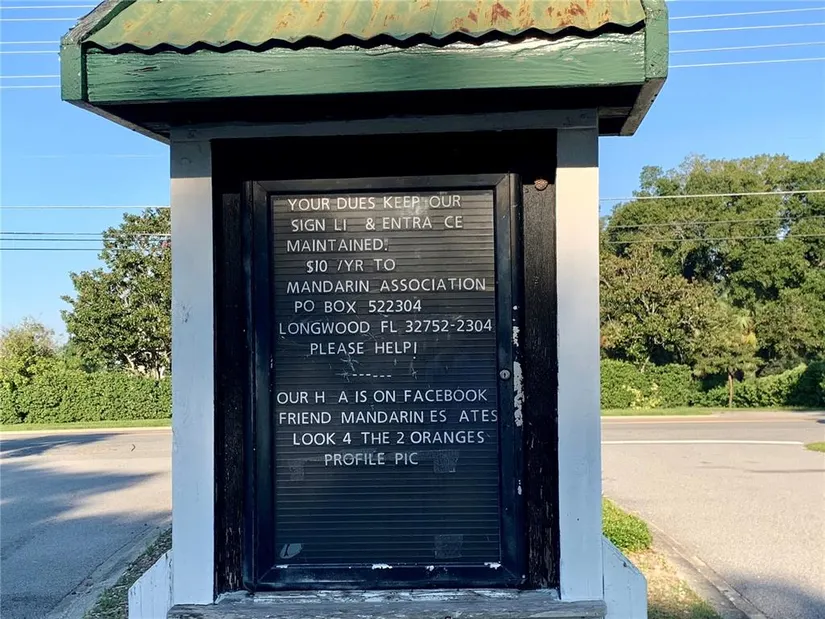 YOUR DUES KEEP OUR
SIGN LI & ENTRA CE
MAINTAINED.
$10 /YR TO
MANDARIN ASSOCIATION
PO BOX 522304
LONGWOOD FL 32752-2304
PLEASE HELP!
------
OUR H A IS ON FACEBOOK
FRIEND MANDARIN ES ATES
LOOK 4 THE 2 ORANGES
PROFILE PIC